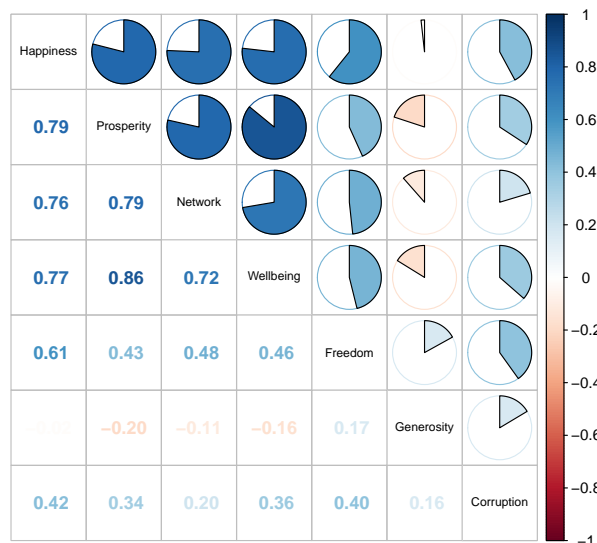 Happiness
0.79 Prosperity
0.76 0.79 Network
0.77 0.86 0.72 Wellbeing
0.61 0.43 0.48 0.46 Freedom
−0.02 −0.20 −0.11 −0.16 0.17 Generosity
0.42 0.34 0.20 0.36 0.40 0.16 Corruption
1
0.8
0.6
0.4
0.2
0
−0.2
−0.4
−0.6
−0.8
−1